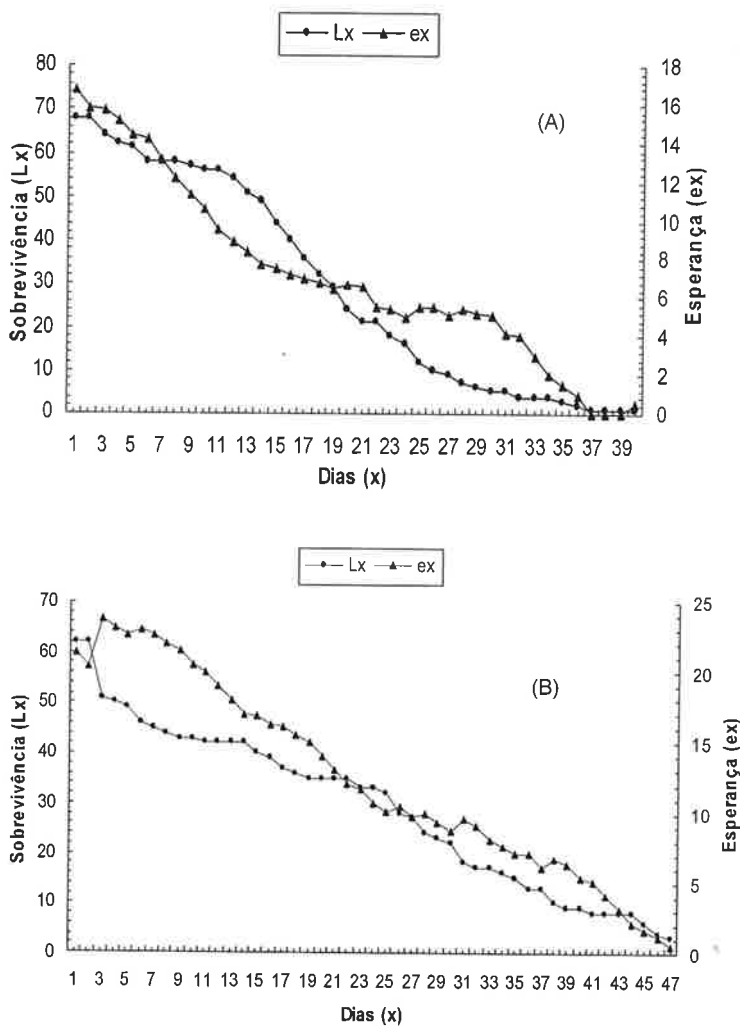 Lx ex
(A)
Sobrevivência (Lx)
80
70
60
50
40
30
20
10
0
Esperança (ex)
18
16
14
12
10
8
6
4
2
0
1 3 5 7 9 11 13 15 17 19 21 23 25 27 29 31 33 35 37 39
Dias (x)
Lx ex
(B)
Sobrevivência (Lx)
70
60
50
40
30
20
10
0
Esperança (ex)
25
20
15
10
5
0
1 3 5 7 9 11 13 15 17 19 21 23 25 27 29 31 33 35 37 39 41 43 45 47
Dias (x)